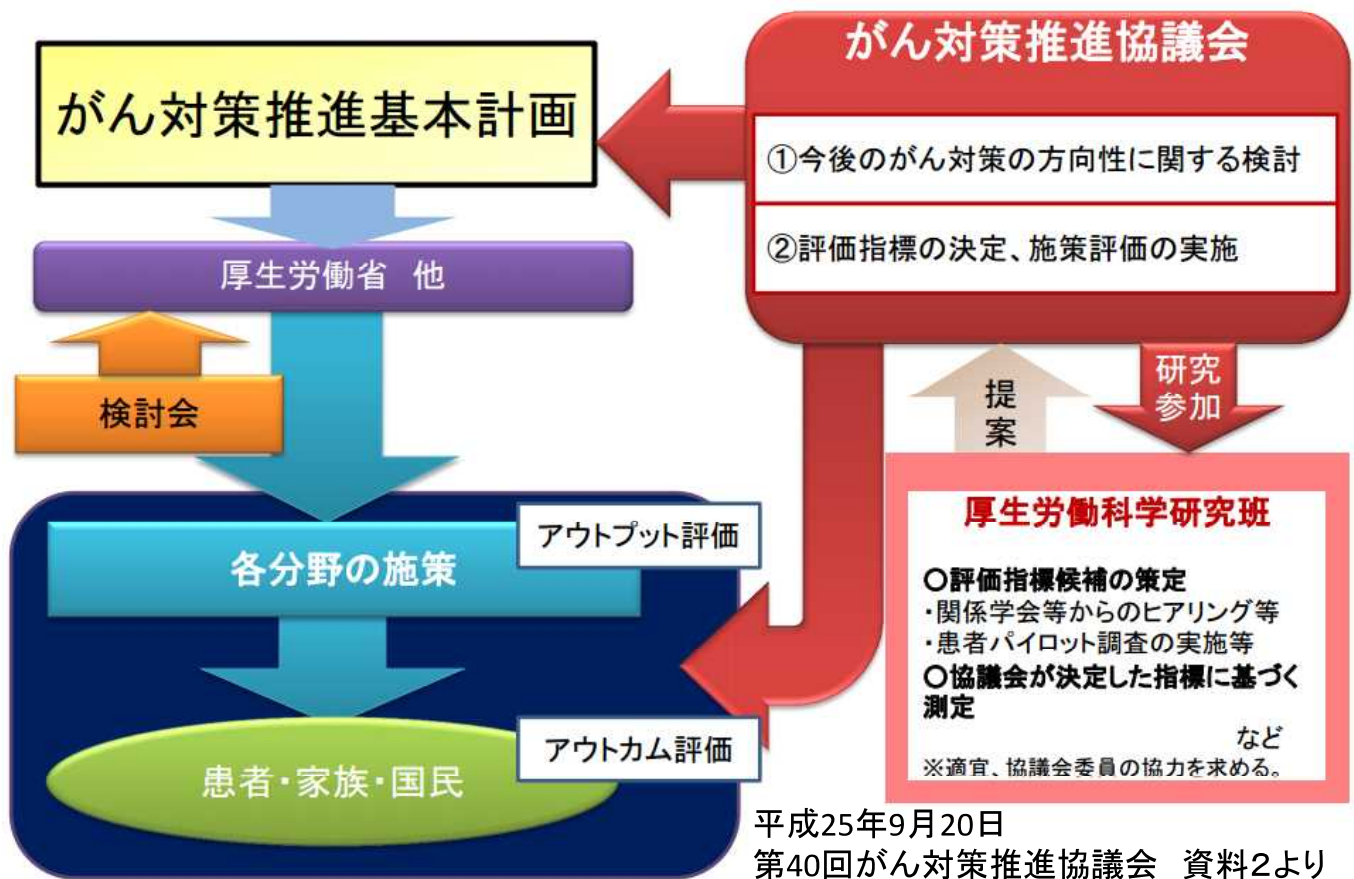 がん対策推進基本計画
厚生労働省　他
検討会
各分野の施策
アウトプット評価
患者・家族・国民
アウトカム評価
がん対策推進協議会
①今後のがん対策の方向性に関する検討
②評価指標の決定、施策評価の実施
提
案
研究
参加
厚生労働科学研究班
〇評価指標候補の策定
・関係学会等からのヒアリング等
・患者パイロット調査の実施等
〇協議会が決定した指標に基づく
測定
など
※適宜、協議会委員の協力を求める。
平成25年9月20日
第40回がん対策推進協議会　資料2より